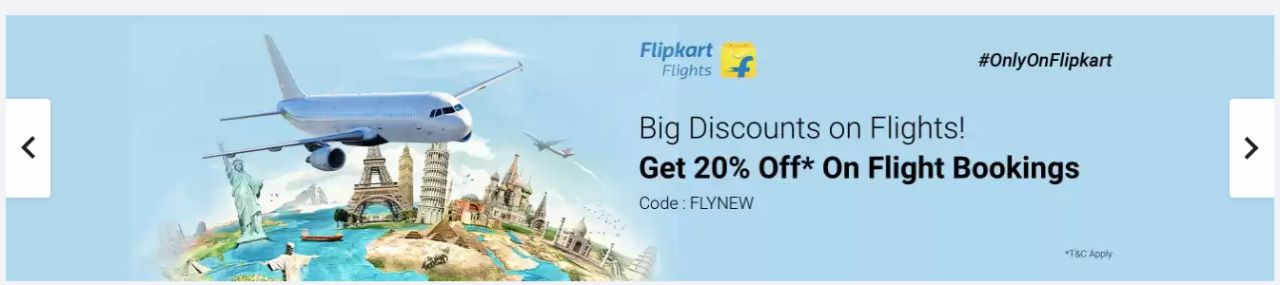 Flipkart
Flights
#OnlyOnFlipkart
Big Discounts on Flights!
Get 20% Off* On Flight Bookings
Code : FLYNEW
*T&C Apply